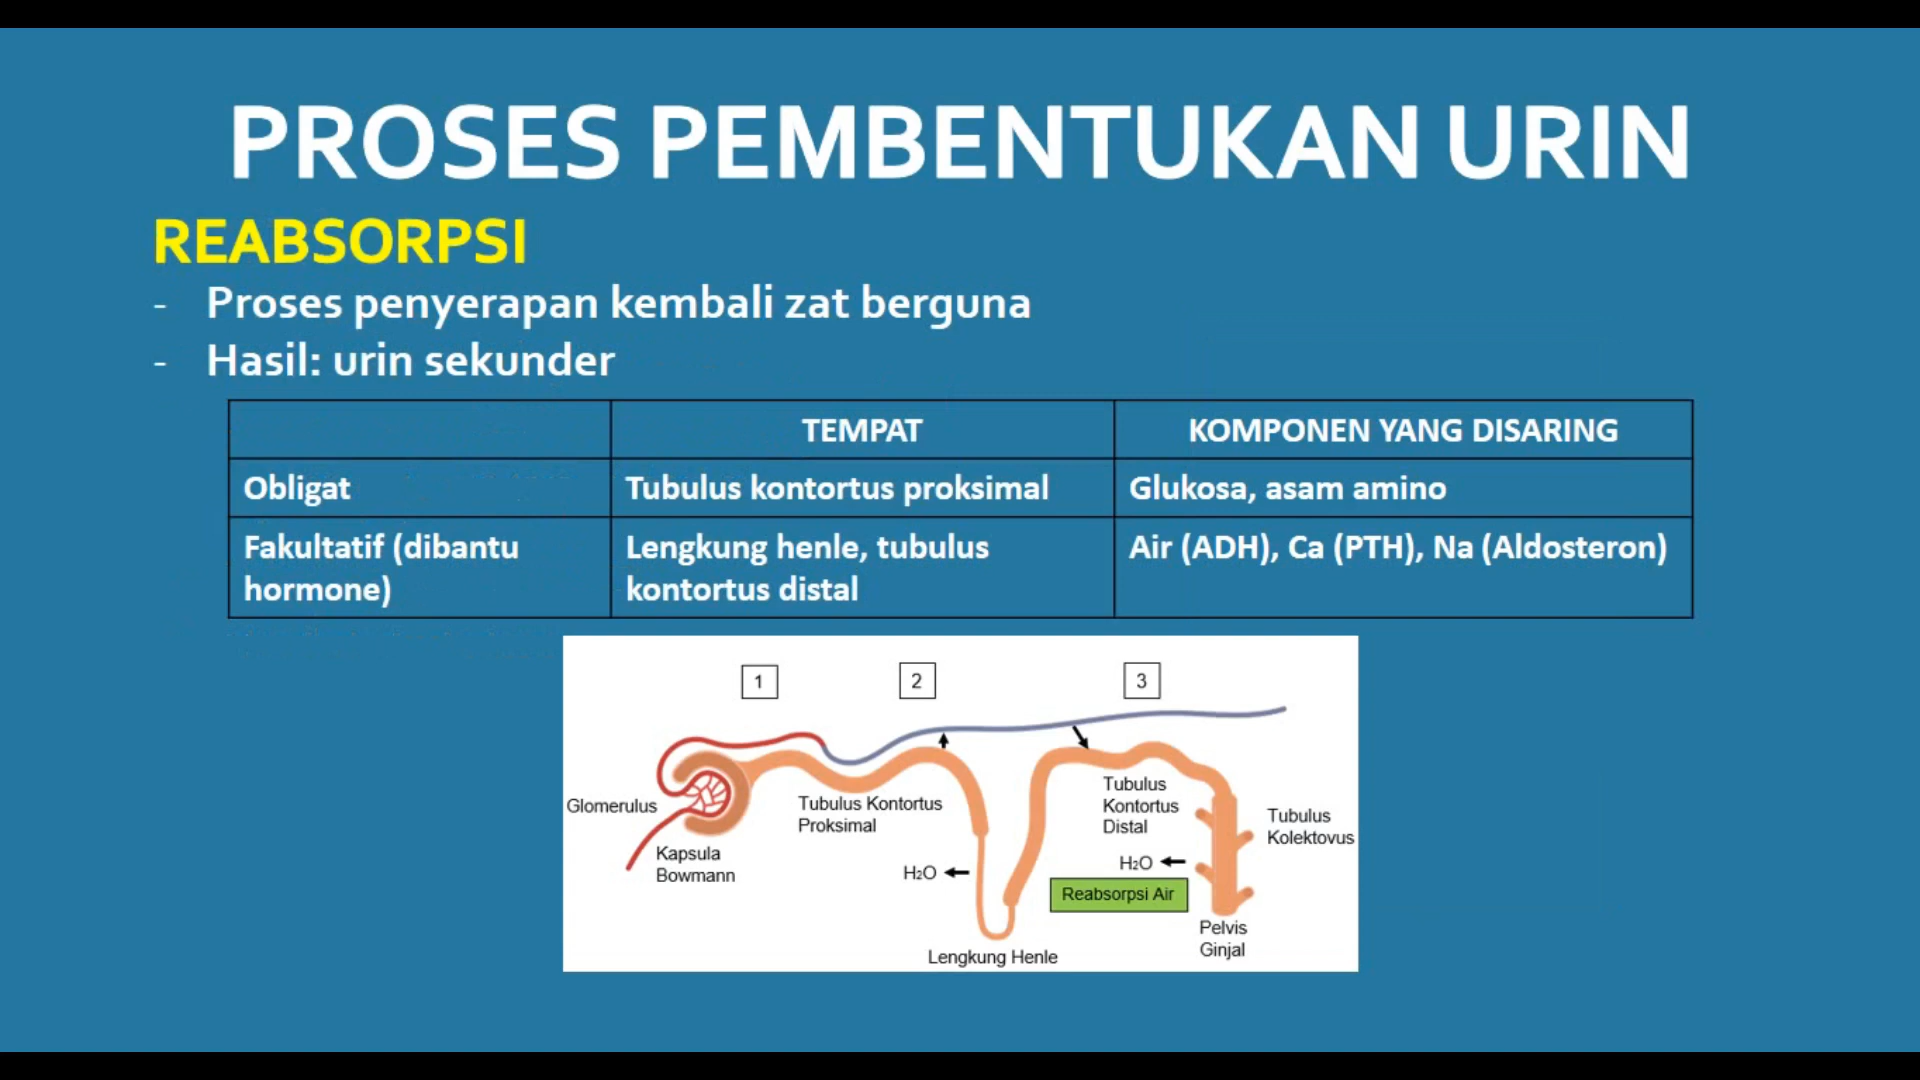 PROSES PEMBENTUKAN URIN
REABSORPSI
- Proses penyerapan kembali zat berguna
- Hasil: urin sekunder
TEMPAT
KOMPONEN YANG DISARING
Obligat
Tubulus kontortus proksimal
Glukosa, asam amino
Fakultatif (dibantu
hormone)
Lengkung henle, tubulus
kontortus distal
Air (ADH), Ca (PTH), Na (Aldosteron)
1
2
3
Glomerulus
Kapsula
Bowmann
Tubulus Kontortus
Proksimal
H2O
Lengkung Henle
Tubulus
Kontortus
Distal
H2O
Reabsorpsi Air
Tubulus
Kolektovus
Pelvis
Ginjal